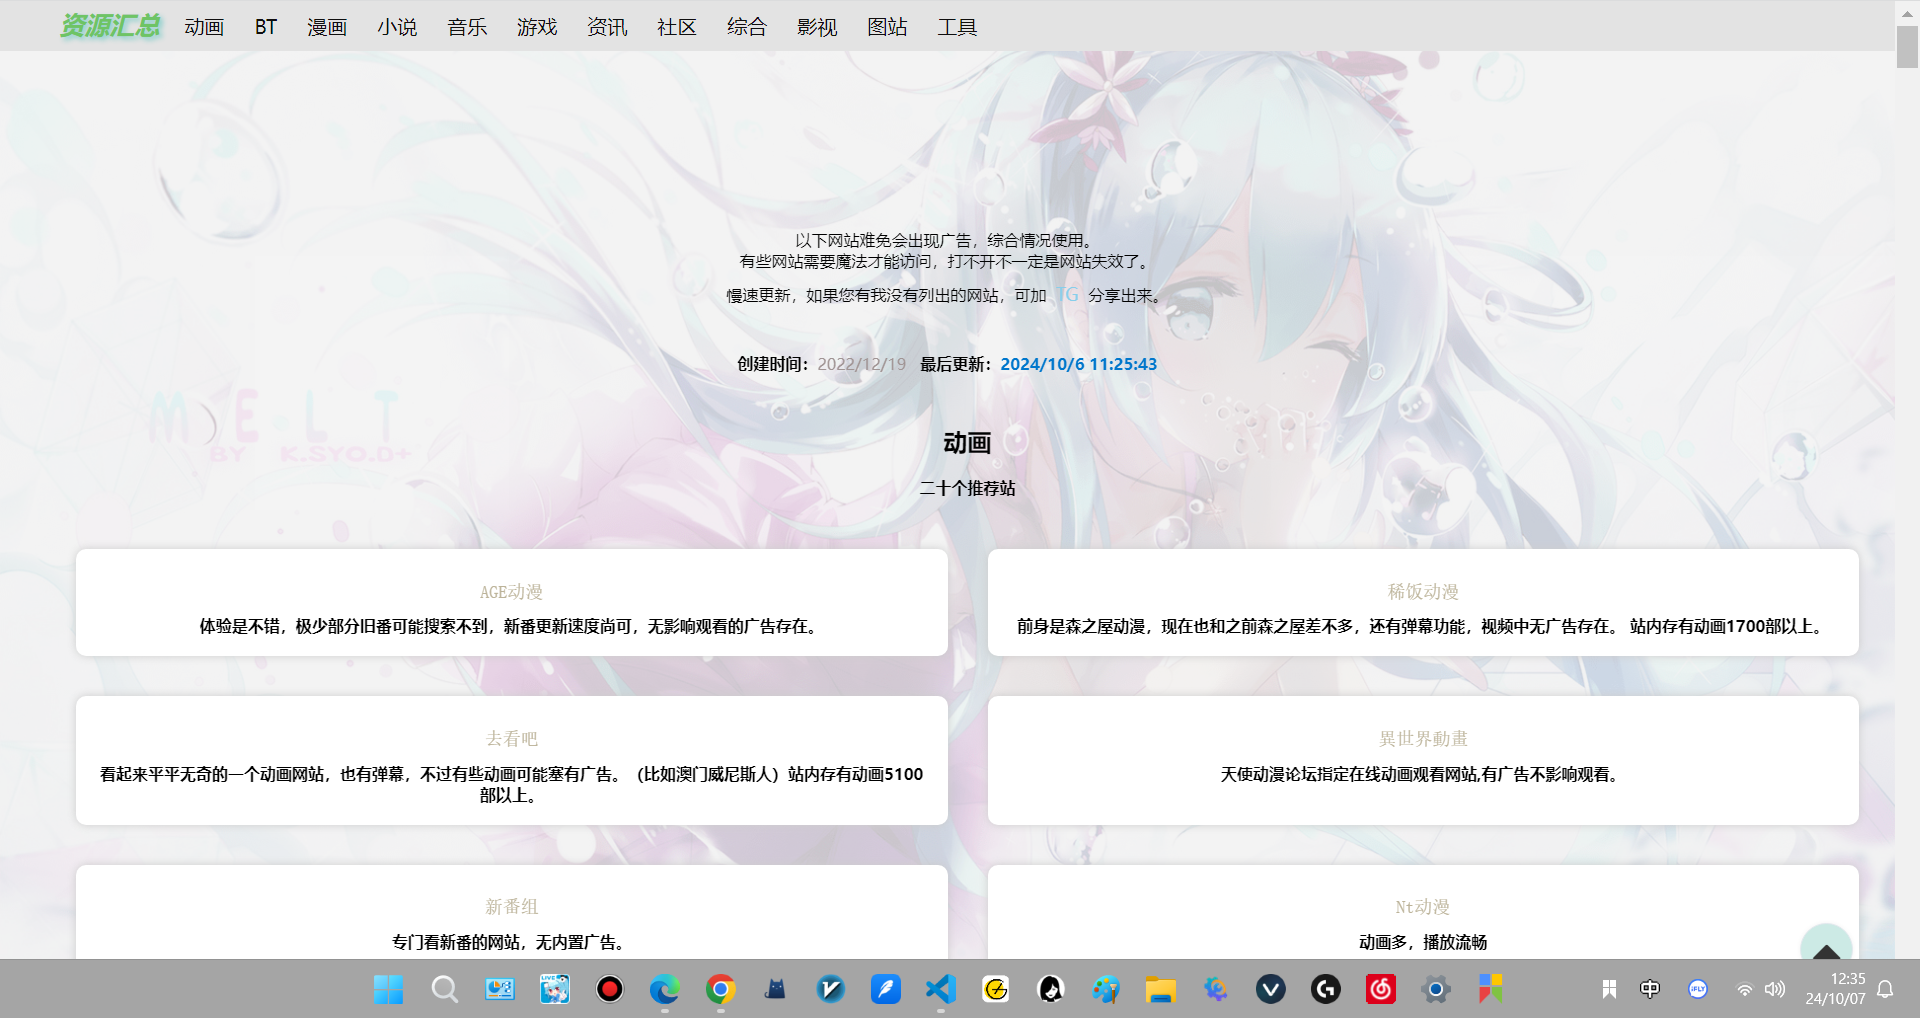 资源汇总 动画 BT 漫画 小说 音乐 游戏 资讯 社区 综合 影视 图站 工具
以下网站难免会出现广告，综合情况使用。
有些网站需要魔法才能访问，打不开不一定是网站失效了。
慢速更新，如果您有我没有列出的网站，可加 TG 分享出来。
创建时间：2022/12/19 最后更新：2024/10/6 11:25:43
MELT
BY K.SYO.D+
动画
二十个推荐站
AGE动漫
体验是不错，极少部分旧番可能搜索不到，新番更新速度尚可，无影响观看的广告存在。
稀饭动漫
前身是森之屋动漫，现在也和之前森之屋差不多，还有弹幕功能，视频中无广告存在。 站内存有动画1700部以上。
去看吧
看起来平平无奇的一个动画网站，也有弹幕，不过有些动画可能塞有广告。（比如澳门威尼斯人）站内存有动画5100
部以上。
異世界動畫
天使动漫论坛指定在线动画观看网站,有广告不影响观看。
新番组
专门看新番的网站，无内置广告。
Nt动漫
动画多，播放流畅
LIVE
中
iFLY
12:35
24/10/07